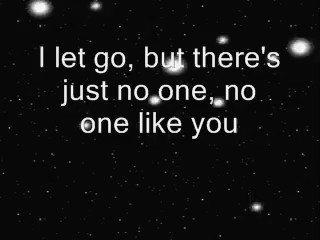 I let go, but there's
just no one, no
one like you